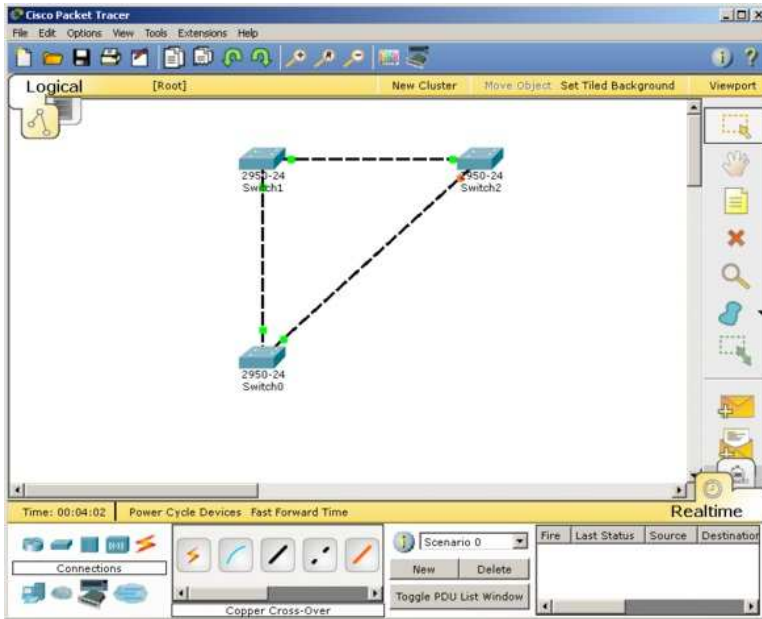 Cisco Packet Tracer
File Edit Options View Tools Extensions Help
Logical [Root] New Cluster Move Object Set Tiled Background Viewport
2950-24
Switch1
2950-24
Switch2
2950-24
Switch0
Time: 00:04:02 Power Cycle Devices Fast Forward Time Realtime
Connections
Copper Cross-Over
Scenario 0
New Delete
Toggle PDU List Window
Fire Last Status Source Destination